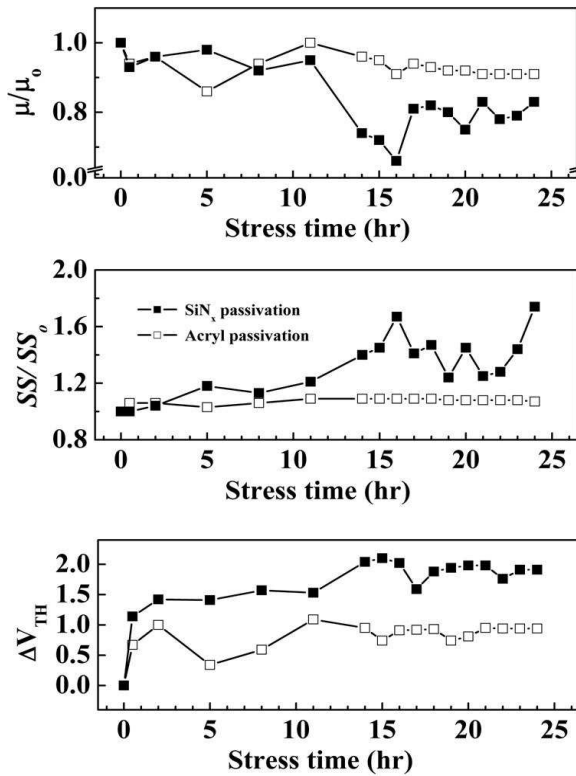 μ/μₒ
1.0
0.8
0.0
0 5 10 15 20 25
Stress time (hr)
SS/ SSₒ
2.0
1.6
1.2
0.8
SiNₓ passivation
Acryl passivation
0 5 10 15 20 25
Stress time (hr)
ΔV_TH
2.0
1.5
1.0
0.5
0.0
0 5 10 15 20 25
Stress time (hr)